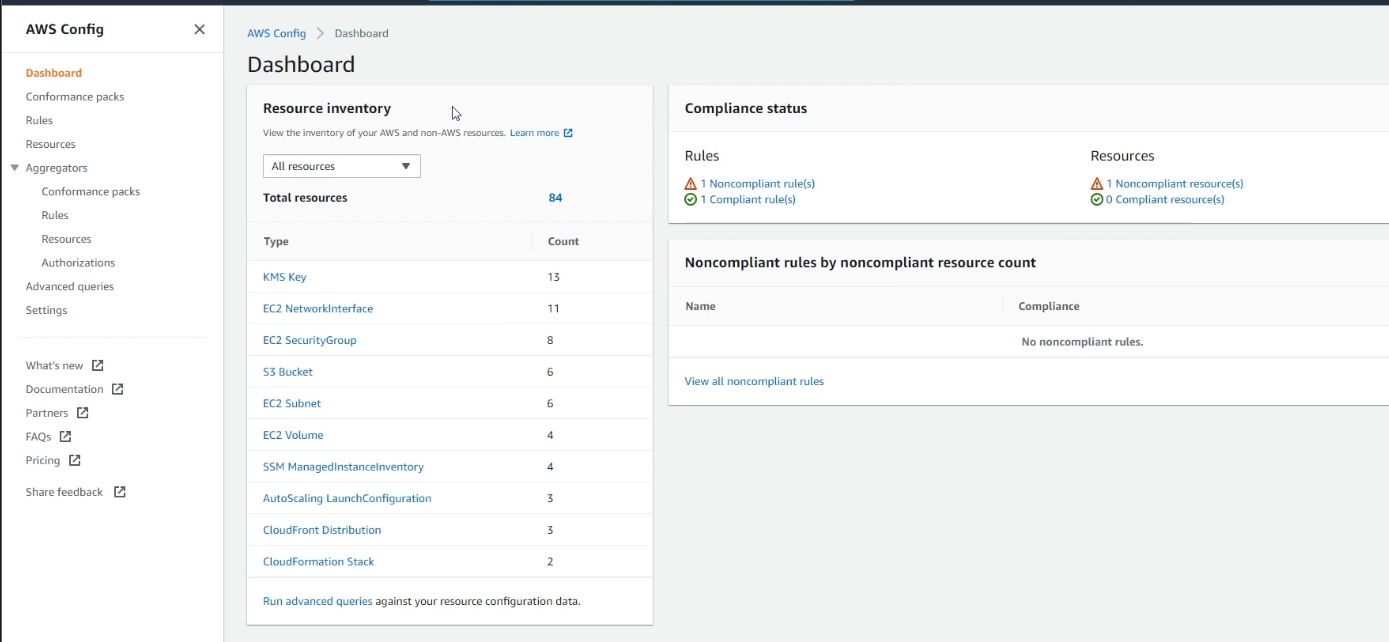 AWS Config
Dashboard
Conformance packs
Rules
Resources
Aggregators
Conformance packs
Rules
Resources
Authorizations
Advanced queries
Settings
What's new
Documentation
Partners
FAQs
Pricing
Share feedback
AWS Config Dashboard
Dashboard
Resource inventory
View the inventory of your AWS and non-AWS resources. Learn more
All resources
Total resources 84
Type Count
KMS Key 13
EC2 NetworkInterface 11
EC2 SecurityGroup 8
S3 Bucket 6
EC2 Subnet 6
EC2 Volume 4
SSM ManagedInstanceInventory 4
AutoScaling LaunchConfiguration 3
CloudFront Distribution 3
CloudFormation Stack 2
Run advanced queries against your resource configuration data.
Compliance status
Rules Resources
1 Noncompliant rule(s) 1 Noncompliant resource(s)
1 Compliant rule(s) 0 Compliant resource(s)
Noncompliant rules by noncompliant resource count
Name Compliance
No noncompliant rules.
View all noncompliant rules